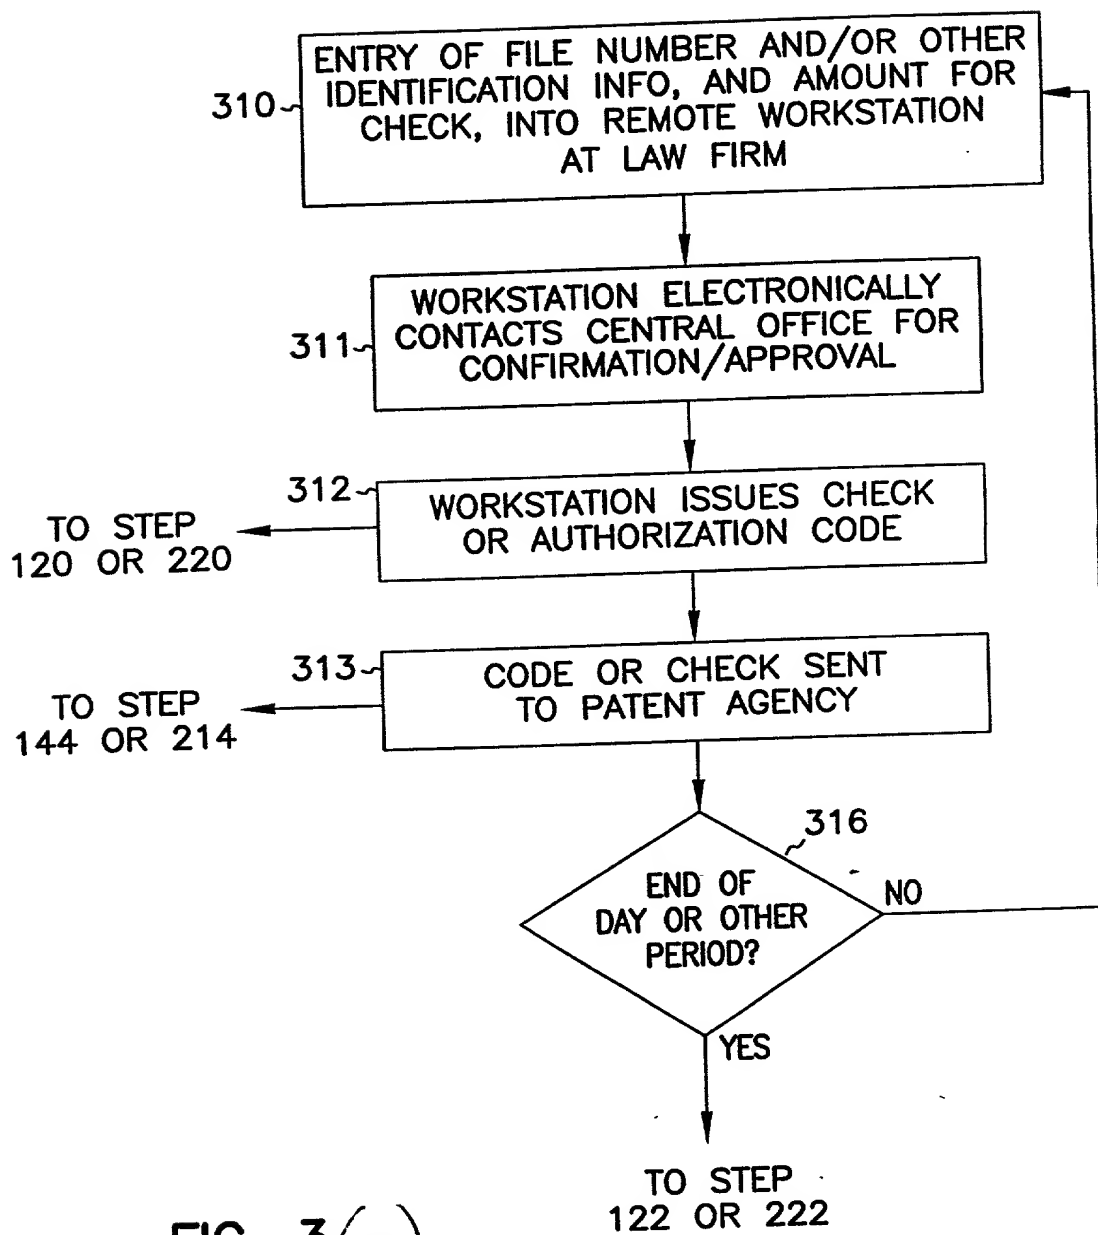 310
ENTRY OF FILE NUMBER AND/OR OTHER
IDENTIFICATION INFO, AND AMOUNT FOR
CHECK, INTO REMOTE WORKSTATION
AT LAW FIRM
311
WORKSTATION ELECTRONICALLY
CONTACTS CENTRAL OFFICE FOR
CONFIRMATION/APPROVAL
312
WORKSTATION ISSUES CHECK
OR AUTHORIZATION CODE
TO STEP
120 OR 220
313
CODE OR CHECK SENT
TO PATENT AGENCY
TO STEP
144 OR 214
316
END OF
DAY OR OTHER
PERIOD?
NO
YES
TO STEP
122 OR 222
FIG. 3